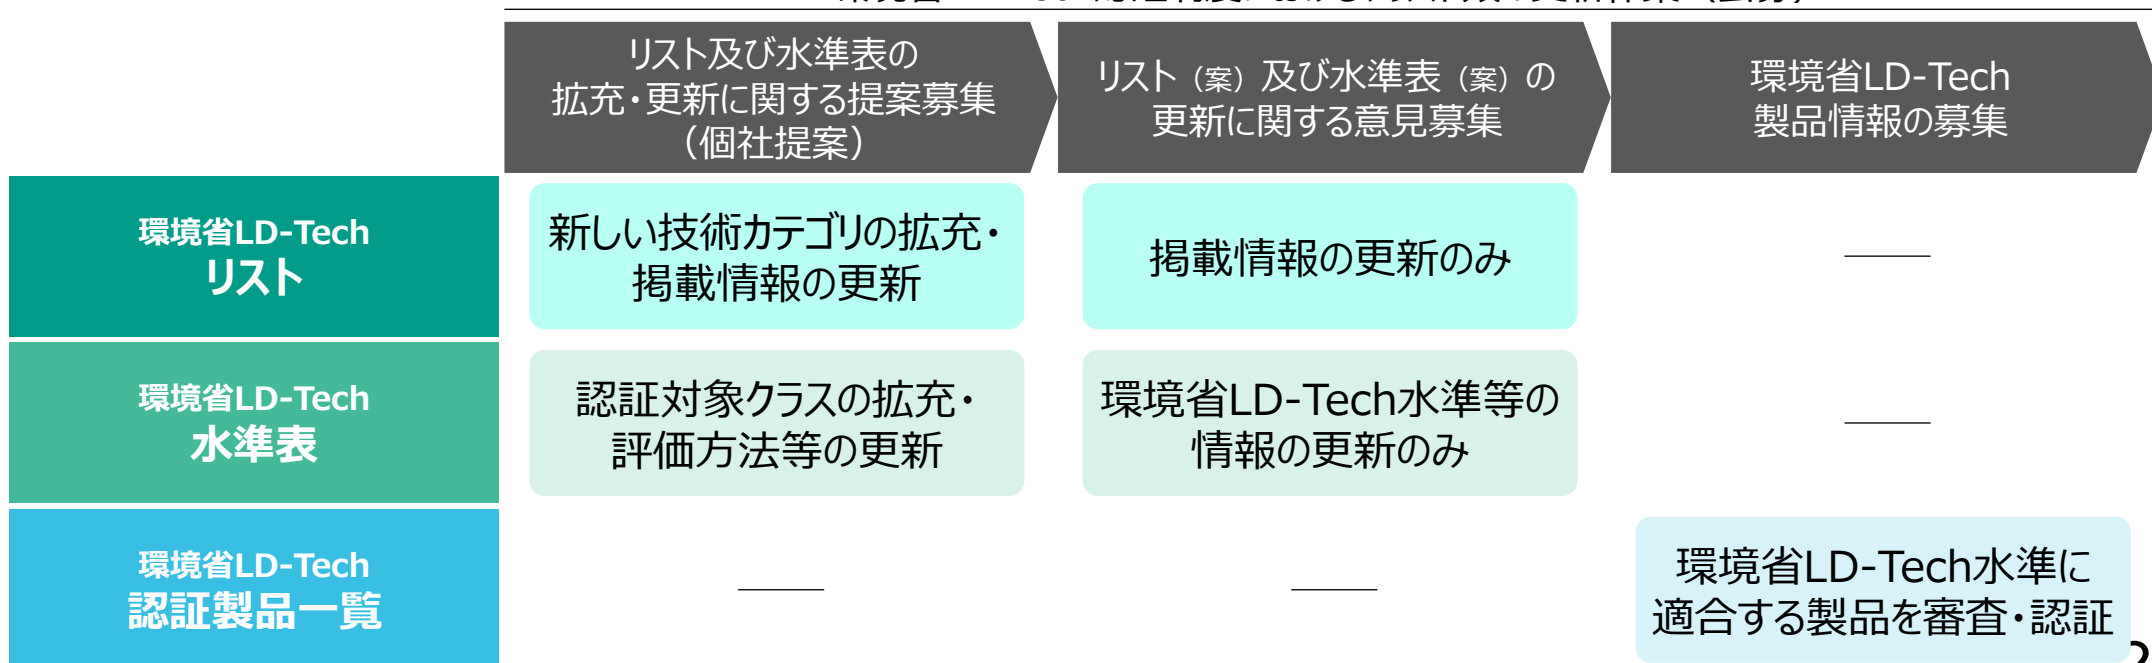 リスト及び水準表の
拡充・更新に関する提案募集
（個社提案）
リスト（案）及び水準表（案）の
更新に関する意見募集
環境省LD-Tech
製品情報の募集
環境省LD-Tech
リスト
新しい技術カテゴリの拡充・
掲載情報の更新
掲載情報の更新のみ
環境省LD-Tech
水準表
認証対象クラスの拡充・
評価方法等の更新
環境省LD-Tech水準等の
情報の更新のみ
環境省LD-Tech
認証製品一覧
環境省LD-Tech水準に
適合する製品を審査・認証